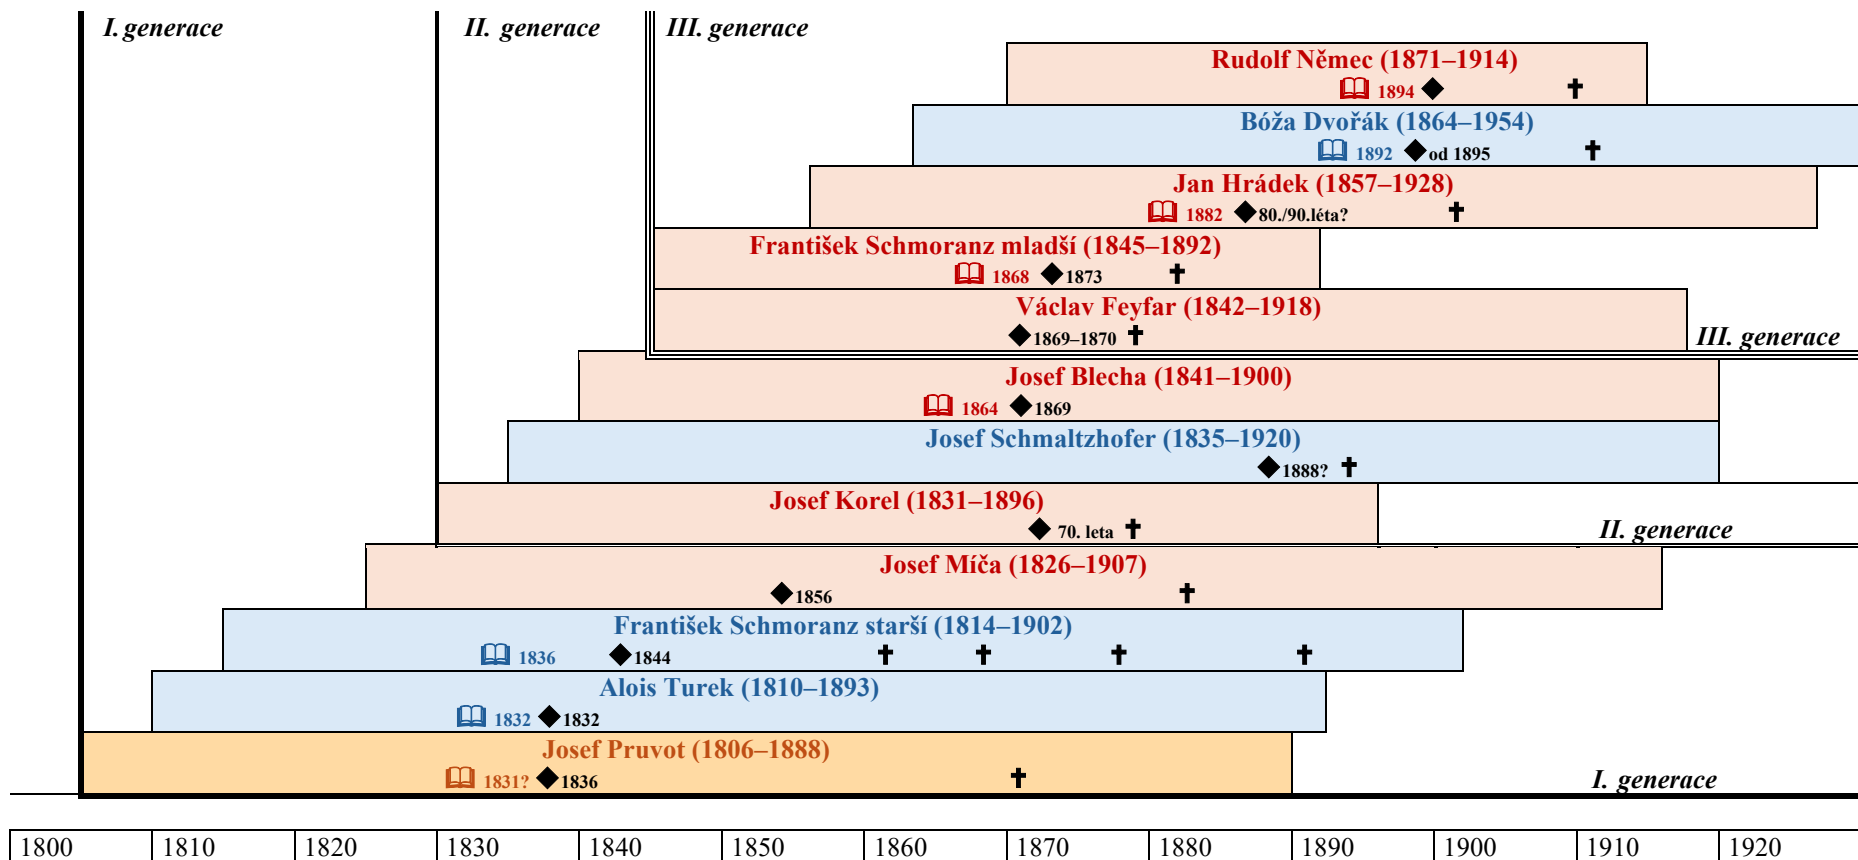 I. generace
II. generace
III. generace
Rudolf Němec (1871–1914)
1894
Bóža Dvořák (1864–1954)
1892 od 1895
Jan Hrádek (1857–1928)
1882 80./90.léta?
František Schmoranz mladší (1845–1892)
1868 1873
Václav Feyfar (1842–1918)
1869–1870
III. generace
Josef Blecha (1841–1900)
1864 1869
Josef Schmaltzhofer (1835–1920)
1888?
Josef Korel (1831–1896)
70. leta
II. generace
Josef Míča (1826–1907)
1856
František Schmoranz starší (1814–1902)
1836 1844
Alois Turek (1810–1893)
1832 1832
Josef Pruvot (1806–1888)
1831? 1836
I. generace
1800 1810 1820 1830 1840 1850 1860 1870 1880 1890 1900 1910 1920